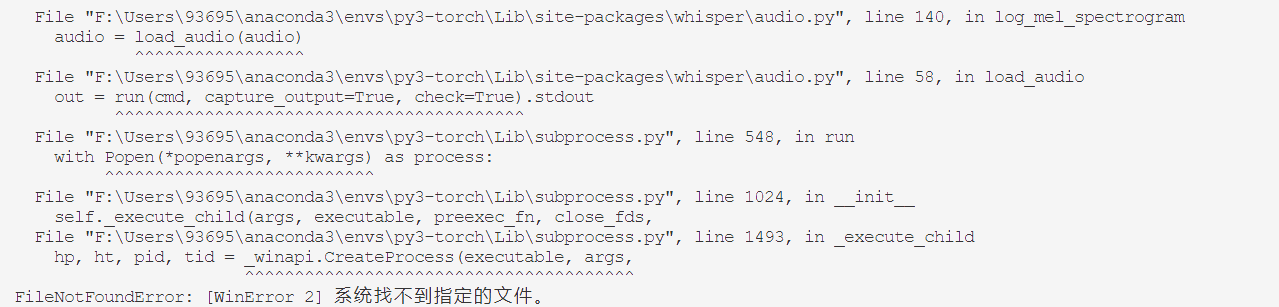 File "F:\Users\93695\anaconda3\envs\py3-torch\Lib\site-packages\whisper\audio.py", line 140, in log_mel_spectrogram
audio = load_audio(audio)
^^^^^^^^^^^^^^^^^
File "F:\Users\93695\anaconda3\envs\py3-torch\Lib\site-packages\whisper\audio.py", line 58, in load_audio
out = run(cmd, capture_output=True, check=True).stdout
^^^^^^^^^^^^^^^^^^^^^^^^^^^^^^^^^^^^^^^^^
File "F:\Users\93695\anaconda3\envs\py3-torch\Lib\subprocess.py", line 548, in run
with Popen(*popenargs, **kwargs) as process:
^^^^^^^^^^^^^^^^^^^^^^^^^^^
File "F:\Users\93695\anaconda3\envs\py3-torch\Lib\subprocess.py", line 1024, in __init__
self._execute_child(args, executable, preexec_fn, close_fds,
File "F:\Users\93695\anaconda3\envs\py3-torch\Lib\subprocess.py", line 1493, in _execute_child
hp, ht, pid, tid = _winapi.CreateProcess(executable, args,
^^^^^^^^^^^^^^^^^^^^^^^^^^^^^^^^^^^^^^^
FileNotFoundError: [WinError 2] 系统找不到指定的文件。